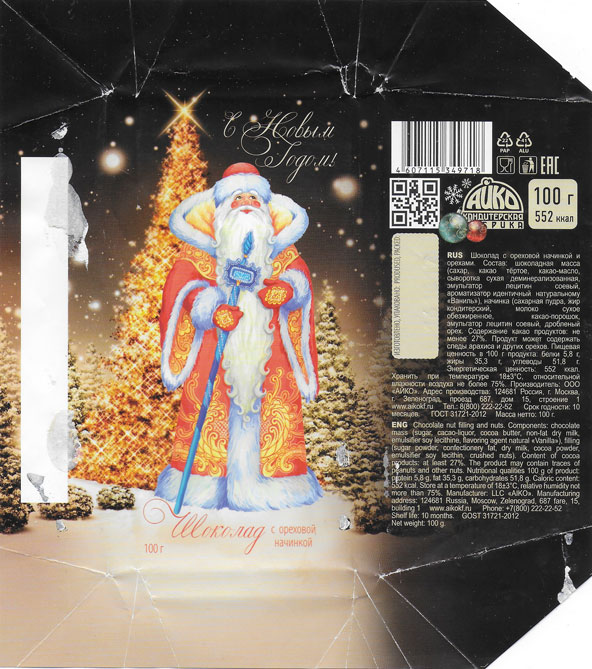 С Новым
Годом!
Шоколад с ореховой
начинкой
100 г
4 607115 349718
22
PAP
41
ALU
EAC
АЙКО
КОНДИТЕРСКАЯ
100 г
552 ккал
ИЗГОТОВЛЕНО, УПАКОВАНО: PRODUSED, PACKED
RUS Шоколад с ореховой начинкой и
орехами. Состав: шоколадная масса
(сахар, какао тёртое, какао-масло,
сыворотка сухая деминерализованная,
эмульгатор лецитин соевый,
ароматизатор идентичный натуральному
«Ваниль»), начинка (сахарная пудра, жир
кондитерский, молоко сухое
обезжиренное, какао-порошок,
эмульгатор лецитин соевый, дробленый
орех. Содержание какао продуктов: не
менее 27%. Продукт может содержать
следы арахиса и других орехов. Пищевая
ценность в 100 г продукта: белки 5,8 г,
жиры 35,3 г, углеводы 51,8 г.
Энергетическая ценность: 552 ккал.
Хранить при температуре 18±3°С, относительной
влажности воздуха не более 75%. Производитель: ООО
«АЙКО». Адрес производства: 124681 Россия, г. Москва,
г. Зеленоград, проезд 687, дом 15, строение 1
www.aikokf.ru Тел.: 8(800) 222-22-52 Срок годности: 10
месяцев. ГОСТ 31721-2012 Масса нетто: 100 г.
ENG Chocolate nut filling and nuts. Components: chocolate
mass (sugar, cacao-liquor, cocoa butter, non-fat dry milk,
emulsifier soy lecithine, flavoring agent natural «Vanilla»), filling
(sugar powder, confectionery fat, dry milk, cocoa powder,
emulsifier soy lecithin, crushed nuts). Content of cocoa
products: at least 27%. The product may contain traces of
peanuts and other nuts. Nutritional qualities 100 g of product:
protein 5,8 g, fat 35,3 g, carbohydrates 51,8 g. Caloric content:
552 kcal. Store at a temperature of 18±3°C, relative humidity not
more than 75%. Manufacturer: LLC «AIKO». Manufacturing
address: 124681 Russia, Moscow, Zelenograd, 687 fare, 15,
building 1 www.aikokf.ru Phone: +7(800) 222-22-52
Shelf life: 10 months. GOST 31721-2012
Net weight: 100 g.